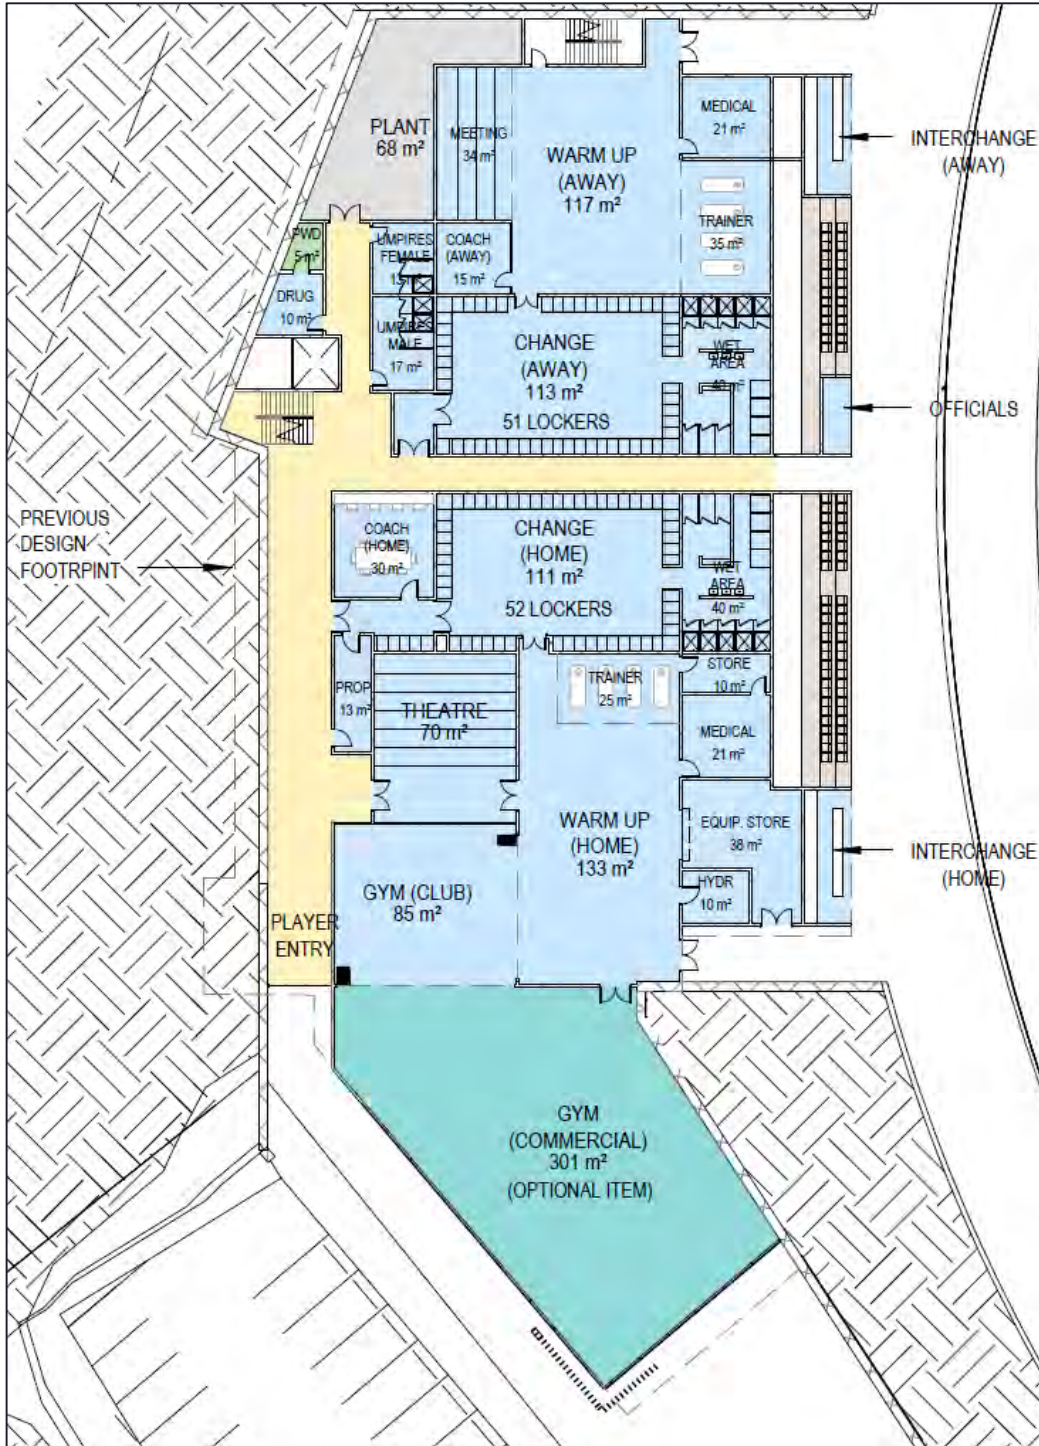 PLANT
68 m²
MEETING
34 m²
WARM UP
(AWAY)
117 m²
MEDICAL
21 m²
INTERCHANGE
(AWAY)
TRAINER
35 m²
PWD
5 m²
UMPIRES
FEMALE
13 m²
COACH
(AWAY)
15 m²
DRUG
10 m²
UMPIRES
MALE
17 m²
CHANGE
(AWAY)
113 m²
51 LOCKERS
WET
AREA
40 m²
OFFICIALS
PREVIOUS
DESIGN
FOOTRPINT
COACH
(HOME)
30 m²
CHANGE
(HOME)
111 m²
52 LOCKERS
WET
AREA
40 m²
PROP
13 m²
THEATRE
70 m²
TRAINER
25 m²
STORE
10 m²
MEDICAL
21 m²
WARM UP
(HOME)
133 m²
EQUIP. STORE
38 m²
INTERCHANGE
(HOME)
HYDR
10 m²
GYM (CLUB)
85 m²
PLAYER
ENTRY
GYM
(COMMERCIAL)
301 m²
(OPTIONAL ITEM)